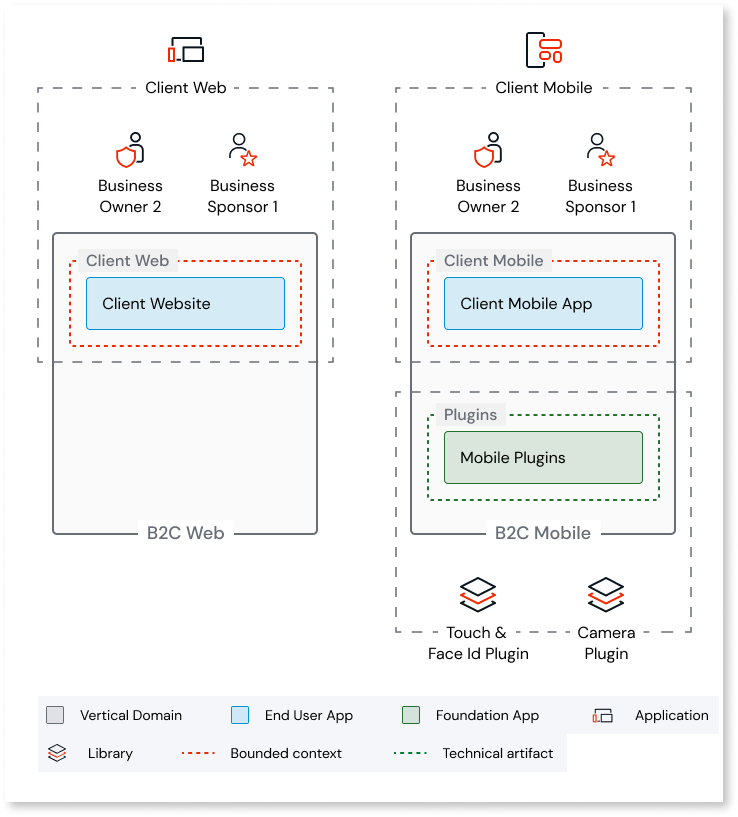 Client Web
Business
Owner 2
Business
Sponsor 1
Client Web
Client Website
B2C Web
Client Mobile
Business
Owner 2
Business
Sponsor 1
Client Mobile
Client Mobile App
Plugins
Mobile Plugins
B2C Mobile
Touch &
Face Id Plugin
Camera
Plugin
Vertical Domain
End User App
Foundation App
Application
Library
Bounded context
Technical artifact